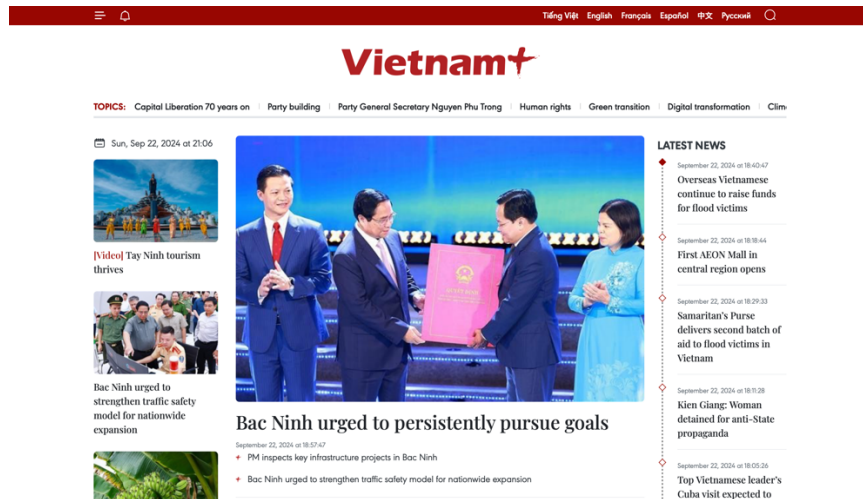 Tiếng Việt English Français Español 中文 Русский
Vietnam+
TOPICS: Capital Liberation 70 years on Party building Party General Secretary Nguyen Phu Trong Human rights Green transition Digital transformation Clim
Sun, Sep 22, 2024 at 21:06
[Video] Tay Ninh tourism
thrives
Bac Ninh urged to
strengthen traffic safety
model for nationwide
expansion
Bac Ninh urged to persistently pursue goals
September 22, 2024 at 18:57:47
PM inspects key infrastructure projects in Bac Ninh
Bac Ninh urged to strengthen traffic safety model for nationwide expansion
LATEST NEWS
September 22, 2024 at 18:40:47
Overseas Vietnamese
continue to raise funds
for flood victims
September 22, 2024 at 18:18:44
First AEON Mall in
central region opens
September 22, 2024 at 18:29:33
Samaritan's Purse
delivers second batch of
aid to flood victims in
Vietnam
September 22, 2024 at 18:11:28
Kien Giang: Woman
detained for anti-State
propaganda
September 22, 2024 at 18:05:26
Top Vietnamese leader's
Cuba visit expected to